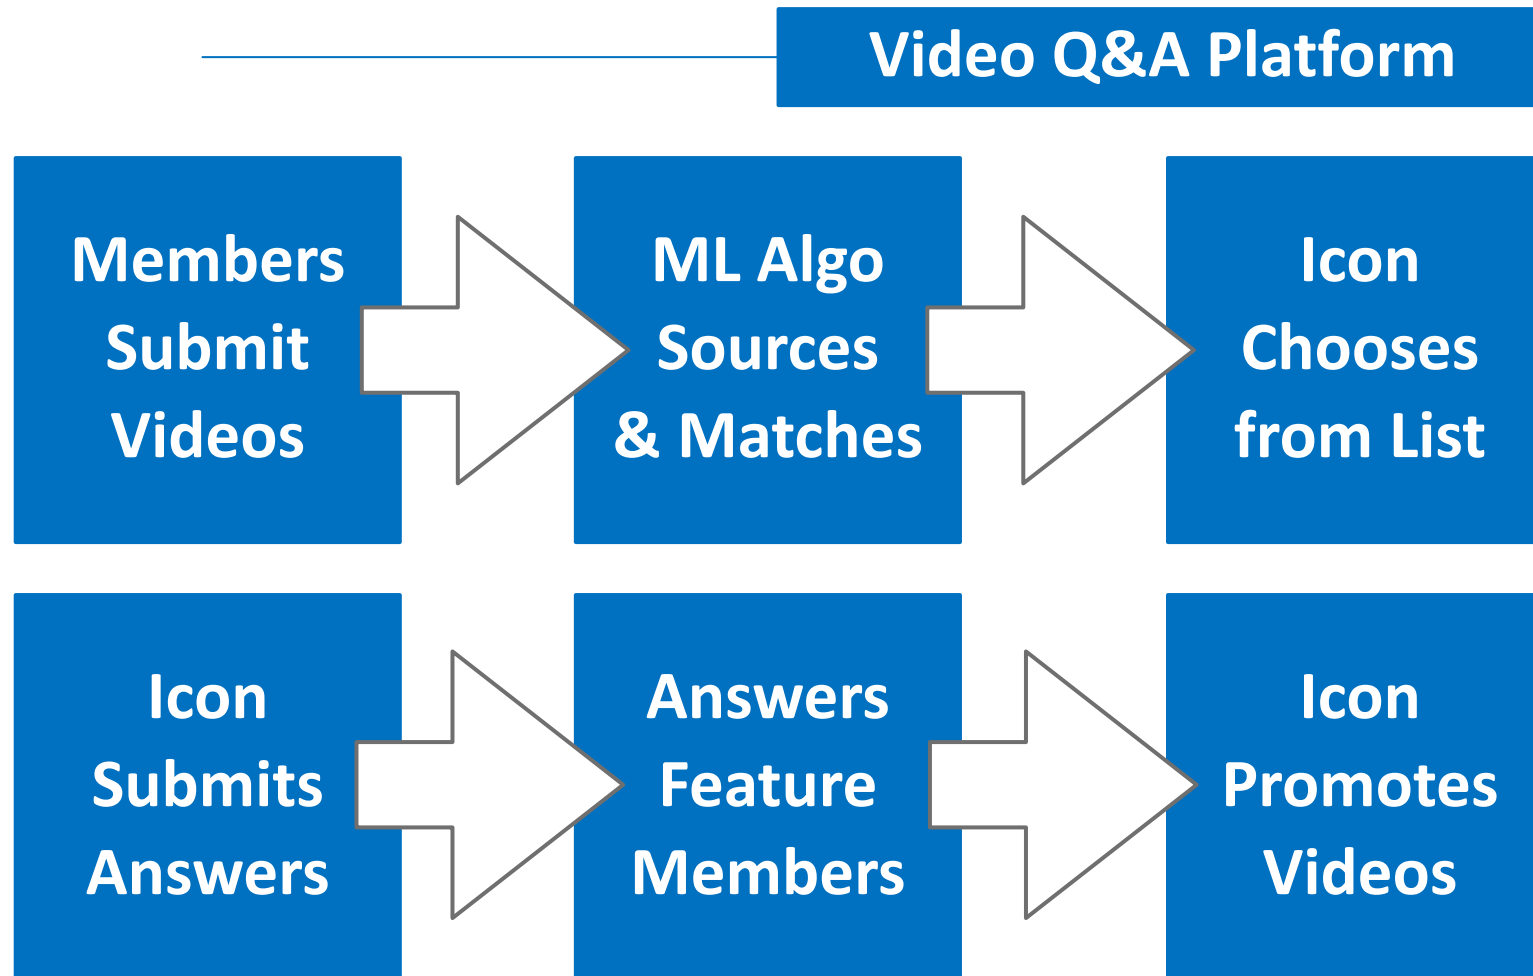 Video Q&A Platform
Members
Submit
Videos
ML Algo
Sources
& Matches
Icon
Chooses
from List
Icon
Submits
Answers
Answers
Feature
Members
Icon
Promotes
Videos